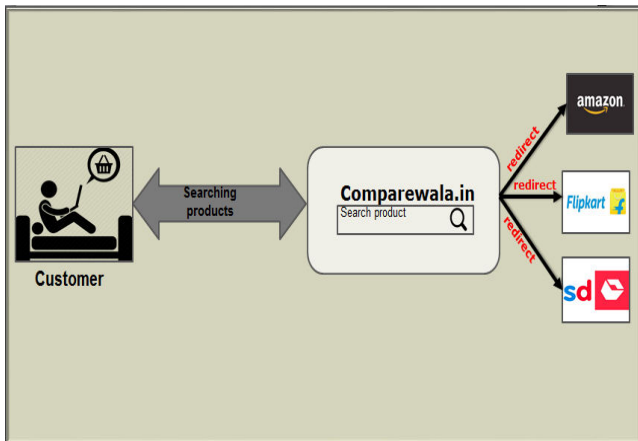 Customer
Searching
products
Comparewala.in
Search product
redirect
redirect
redirect
amazon
Flipkart
sd